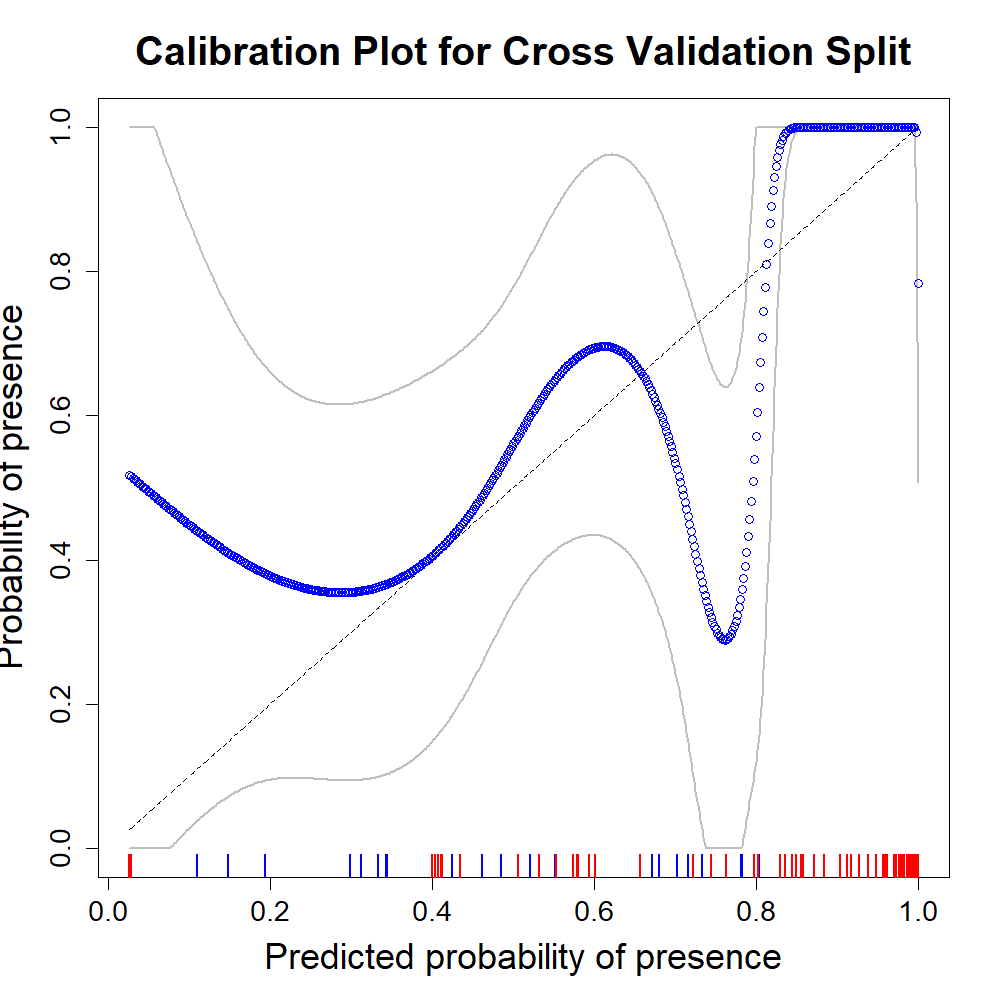 Calibration Plot for Cross Validation Split
Probability of presence
1.0
0.8
0.6
0.4
0.2
0.0
0.0 0.2 0.4 0.6 0.8 1.0
Predicted probability of presence